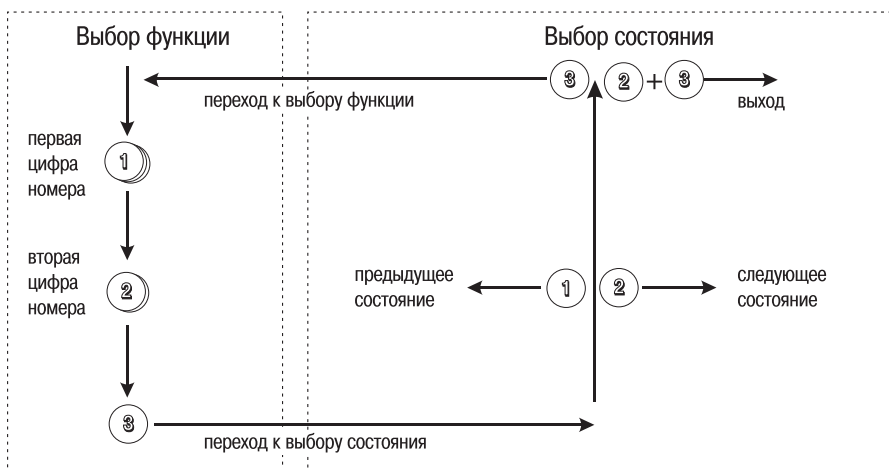 Выбор функции
Выбор состояния
3
2 + 3
переход к выбору функции
выход
первая
цифра
номера
1
вторая
цифра
номера
2
предыдущее
состояние
1
2
следующее
состояние
3
переход к выбору состояния